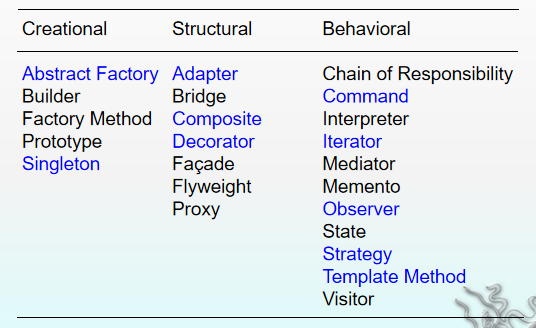 Creational Structural Behavioral
Abstract Factory Adapter Chain of Responsibility
Builder Bridge Command
Factory Method Composite Interpreter
Prototype Decorator Iterator
Singleton Façade Mediator
Flyweight Memento
Proxy Observer
State
Strategy
Template Method
Visitor